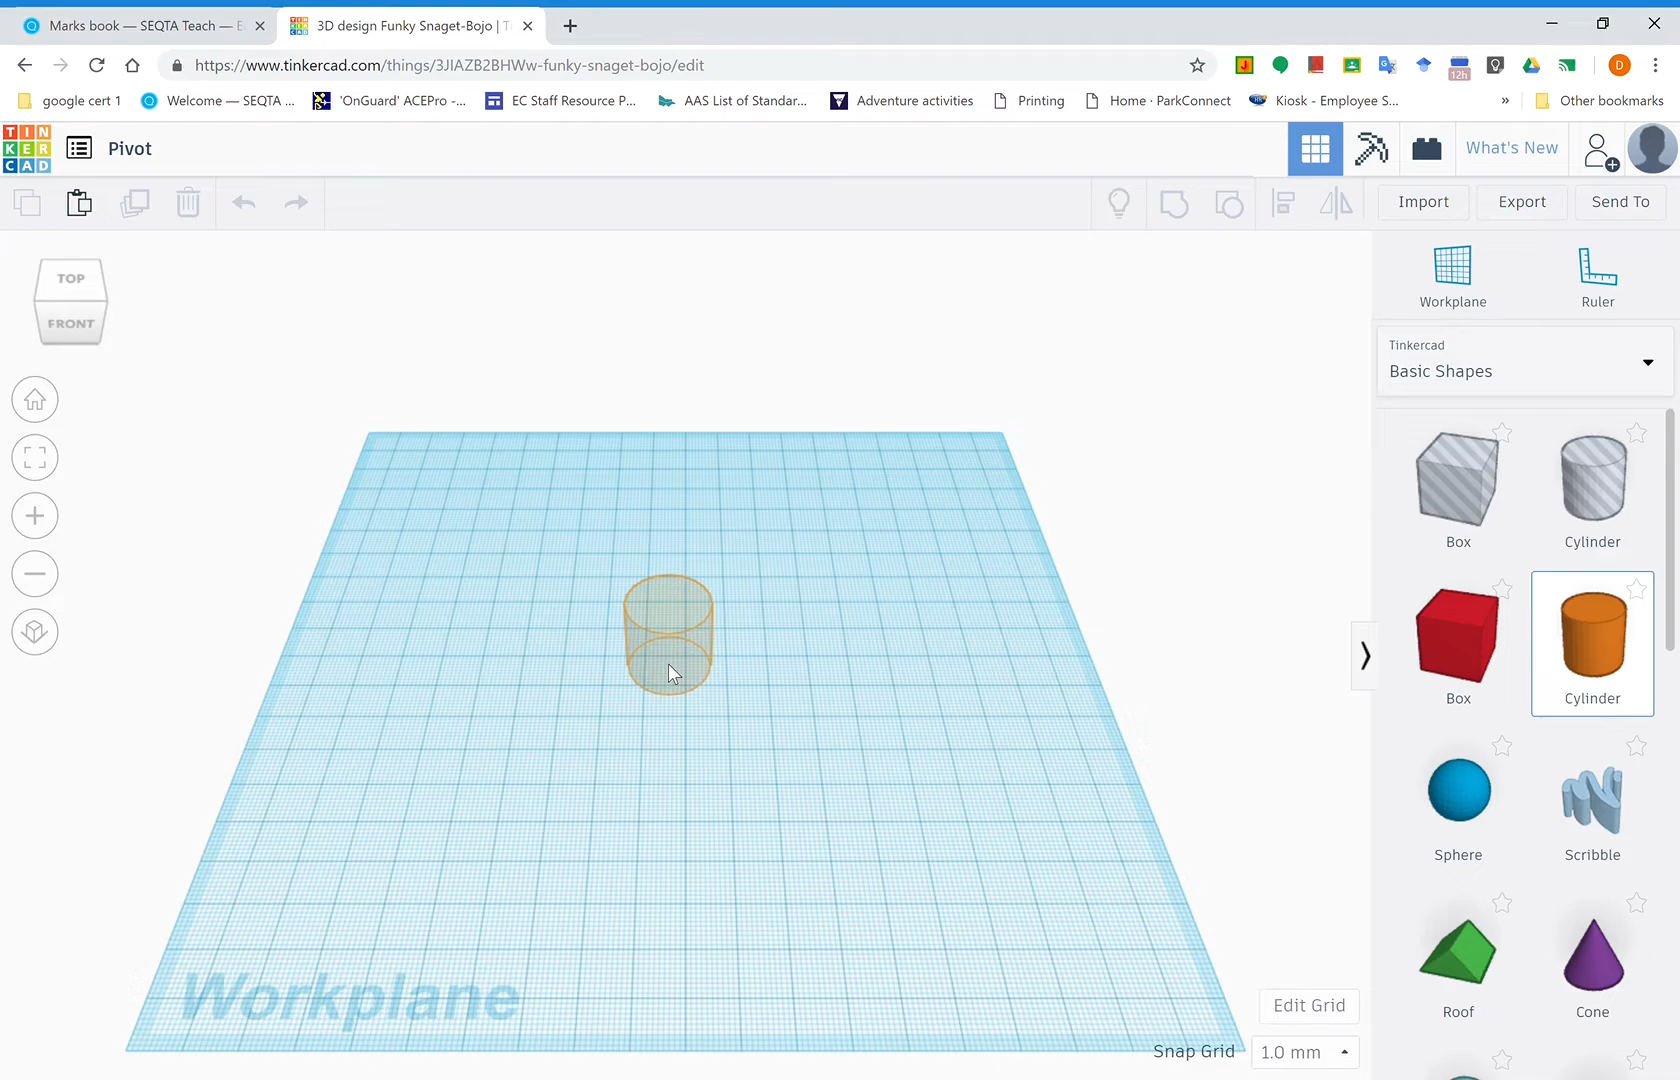 Marks book — SEQTA Teach — E
3D design Funky Snaget-Bojo | T
https://www.tinkercad.com/things/3JIAZB2BHWw-funky-snaget-bojo/edit
12h
D
google cert 1
Welcome — SEQTA ...
'OnGuard' ACEPro -...
EC Staff Resource P...
AAS List of Standar...
Adventure activities
Printing
Home · ParkConnect
Kiosk - Employee S...
»
Other bookmarks
TIN
KER
CAD
Pivot
What's New
Import
Export
Send To
TOP
FRONT
Workplane
Ruler
Tinkercad
Basic Shapes
Box
Cylinder
Box
Cylinder
Sphere
Scribble
Roof
Cone
Workplane
Edit Grid
Snap Grid
1.0 mm